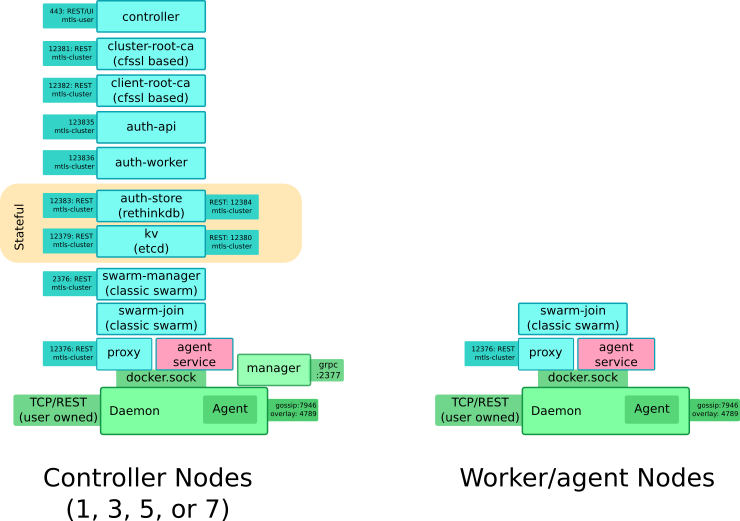 443: REST/UI
mtls-user
controller
12381: REST
mtls-cluster
cluster-root-ca
(cfssl based)
12382: REST
mtls-cluster
client-root-ca
(cfssl based)
123835
mtls-cluster
auth-api
123836
mtls-cluster
auth-worker
Stateful
12383: REST
mtls-cluster
auth-store
(rethinkdb)
REST: 12384
mtls-cluster
12379: REST
mtls-cluster
kv
(etcd)
REST: 12380
mtls-cluster
2376: REST
mtls-cluster
swarm-manager
(classic swarm)
swarm-join
(classic swarm)
12376: REST
mtls-cluster
proxy
agent
service
manager
grpc
:2377
docker.sock
TCP/REST
(user owned)
Daemon
Agent
gossip:7946
overlay: 4789
Controller Nodes
(1, 3, 5, or 7)
swarm-join
(classic swarm)
12376: REST
mtls-cluster
proxy
agent
service
docker.sock
TCP/REST
(user owned)
Daemon
Agent
gossip:7946
overlay: 4789
Worker/agent Nodes